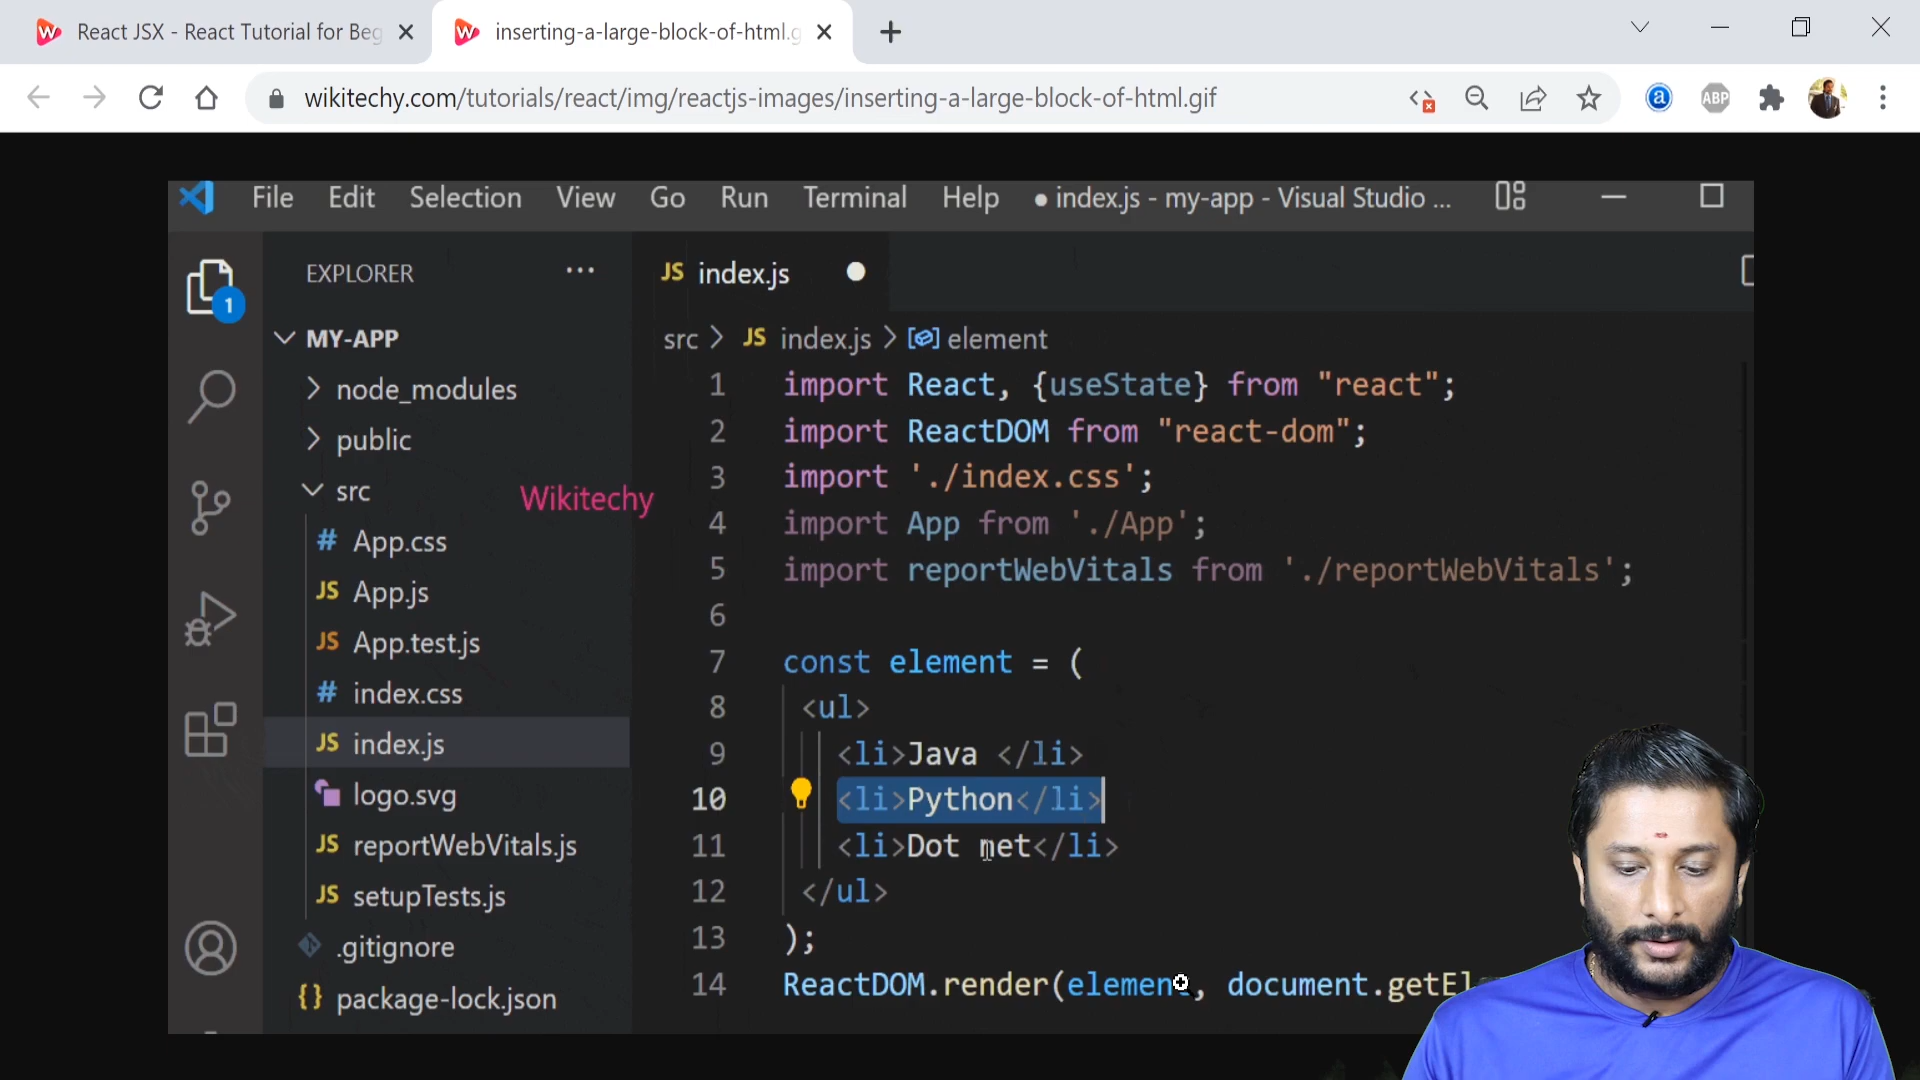 React JSX - React Tutorial for Beg
inserting-a-large-block-of-html.g
wikitechy.com/tutorials/react/img/reactjs-images/inserting-a-large-block-of-html.gif
ABP
File Edit Selection View Go Run Terminal Help ● index.js - my-app - Visual Studio ...
EXPLORER ...
1
MY-APP
node_modules
public
src
App.css
App.js
App.test.js
index.css
index.js
logo.svg
reportWebVitals.js
setupTests.js
.gitignore
package-lock.json
Wikitechy
JS index.js
src > JS index.js > element
1 import React, {useState} from "react";
2 import ReactDOM from "react-dom";
3 import './index.css';
4 import App from './App';
5 import reportWebVitals from './reportWebVitals';
6
7 const element = (
8 <ul>
9 <li>Java </li>
10 <li>Python</li>
11 <li>Dot net</li>
12 </ul>
13 );
14 ReactDOM.render(element, document.getEl